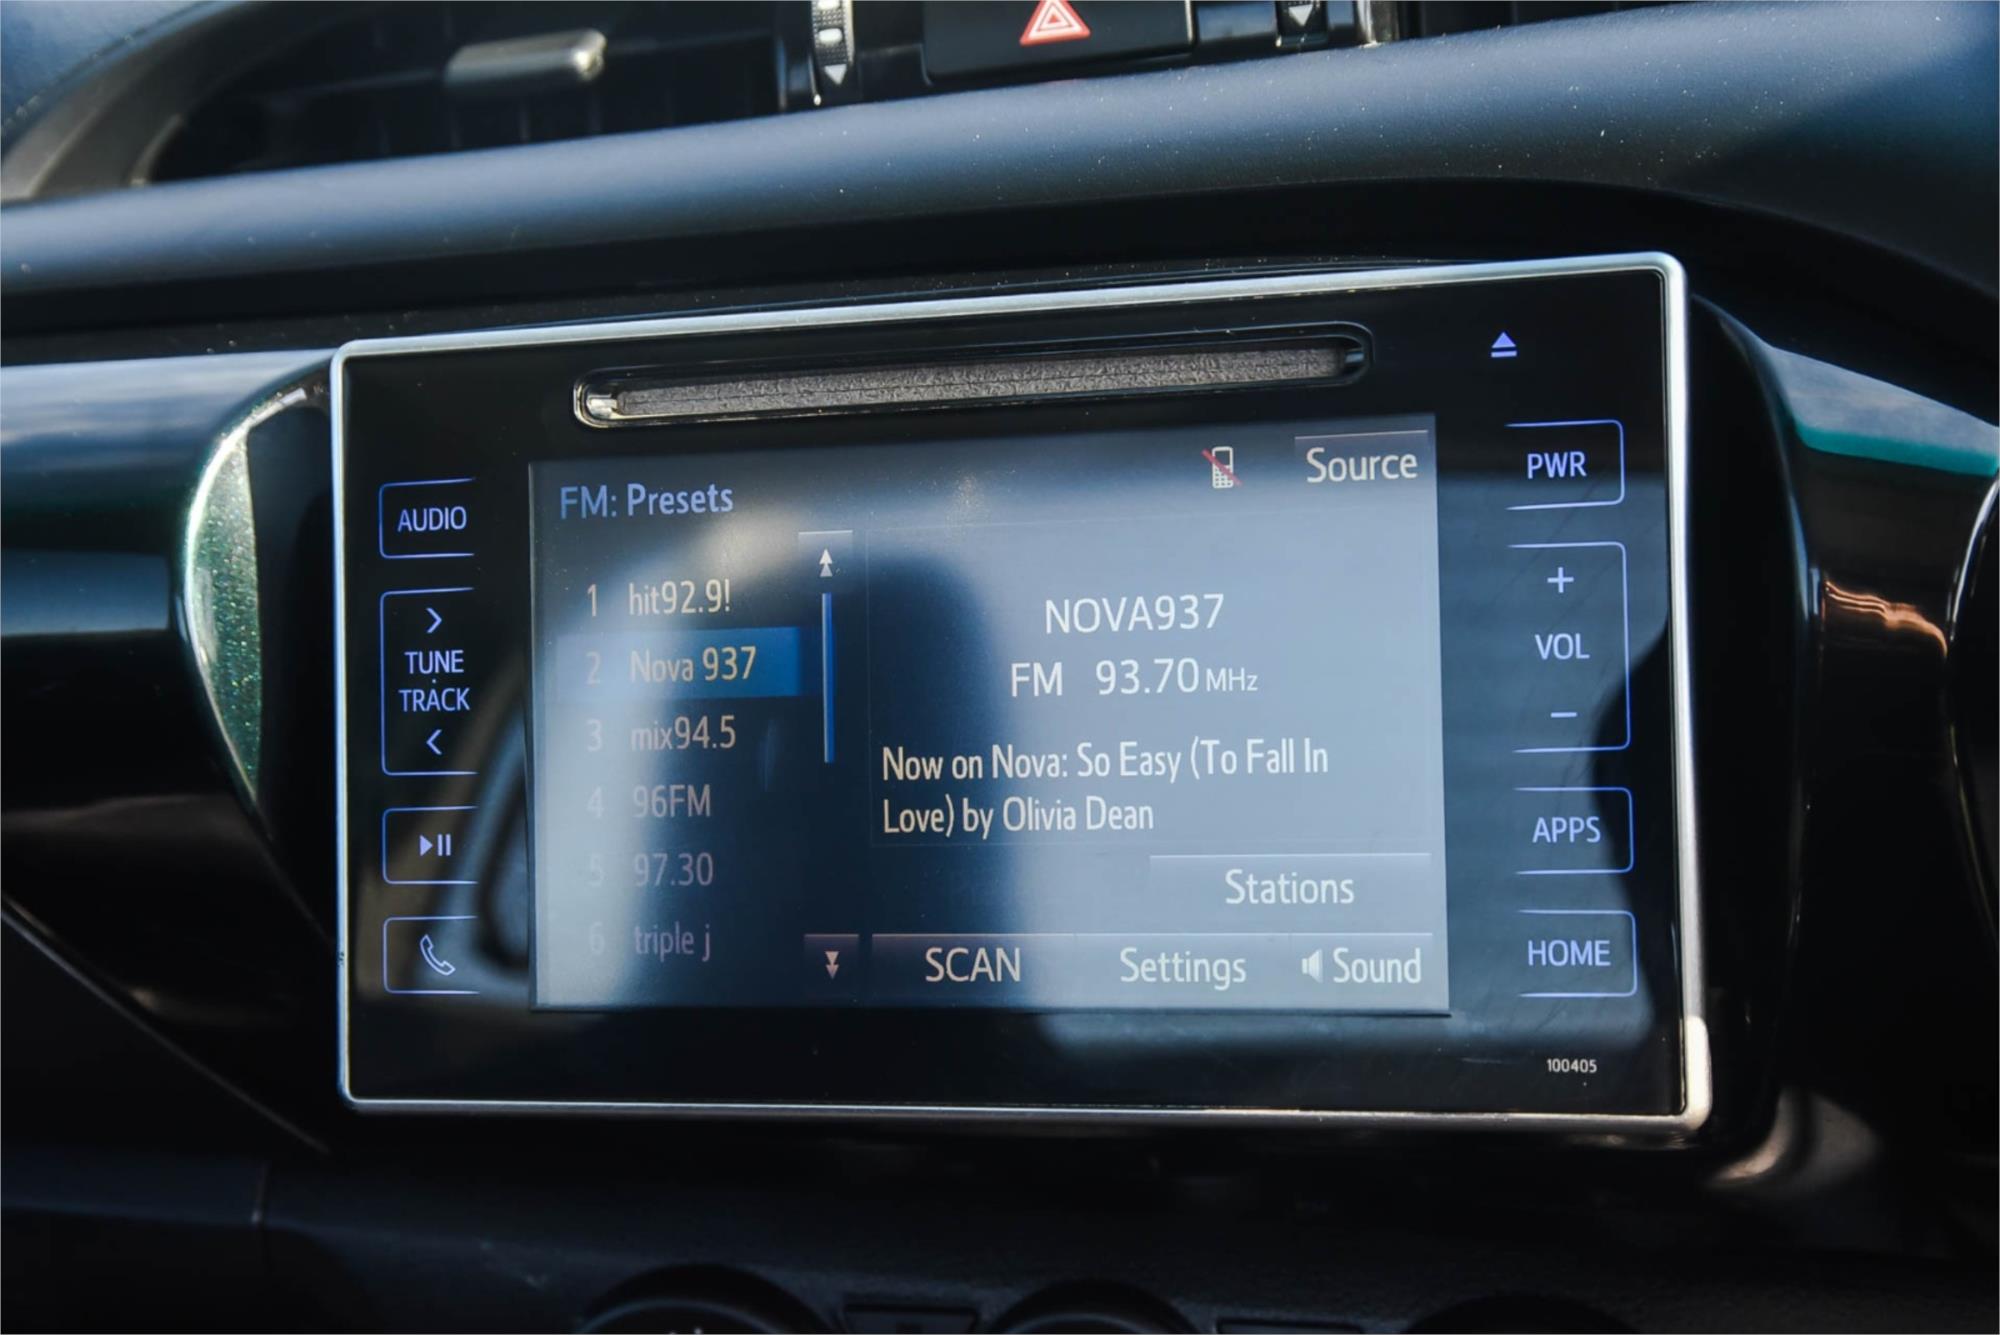 Source
FM: Presets
1 hit92.9!
2 Nova 937
3 mix94.5
4 96FM
5 97.30
6 triple j
NOVA937
FM 93.70 MHz
Now on Nova: So Easy (To Fall In
Love) by Olivia Dean
Stations
SCAN
Settings
Sound
AUDIO
TUNE
TRACK
PWR
+
VOL
-
APPS
HOME
100405